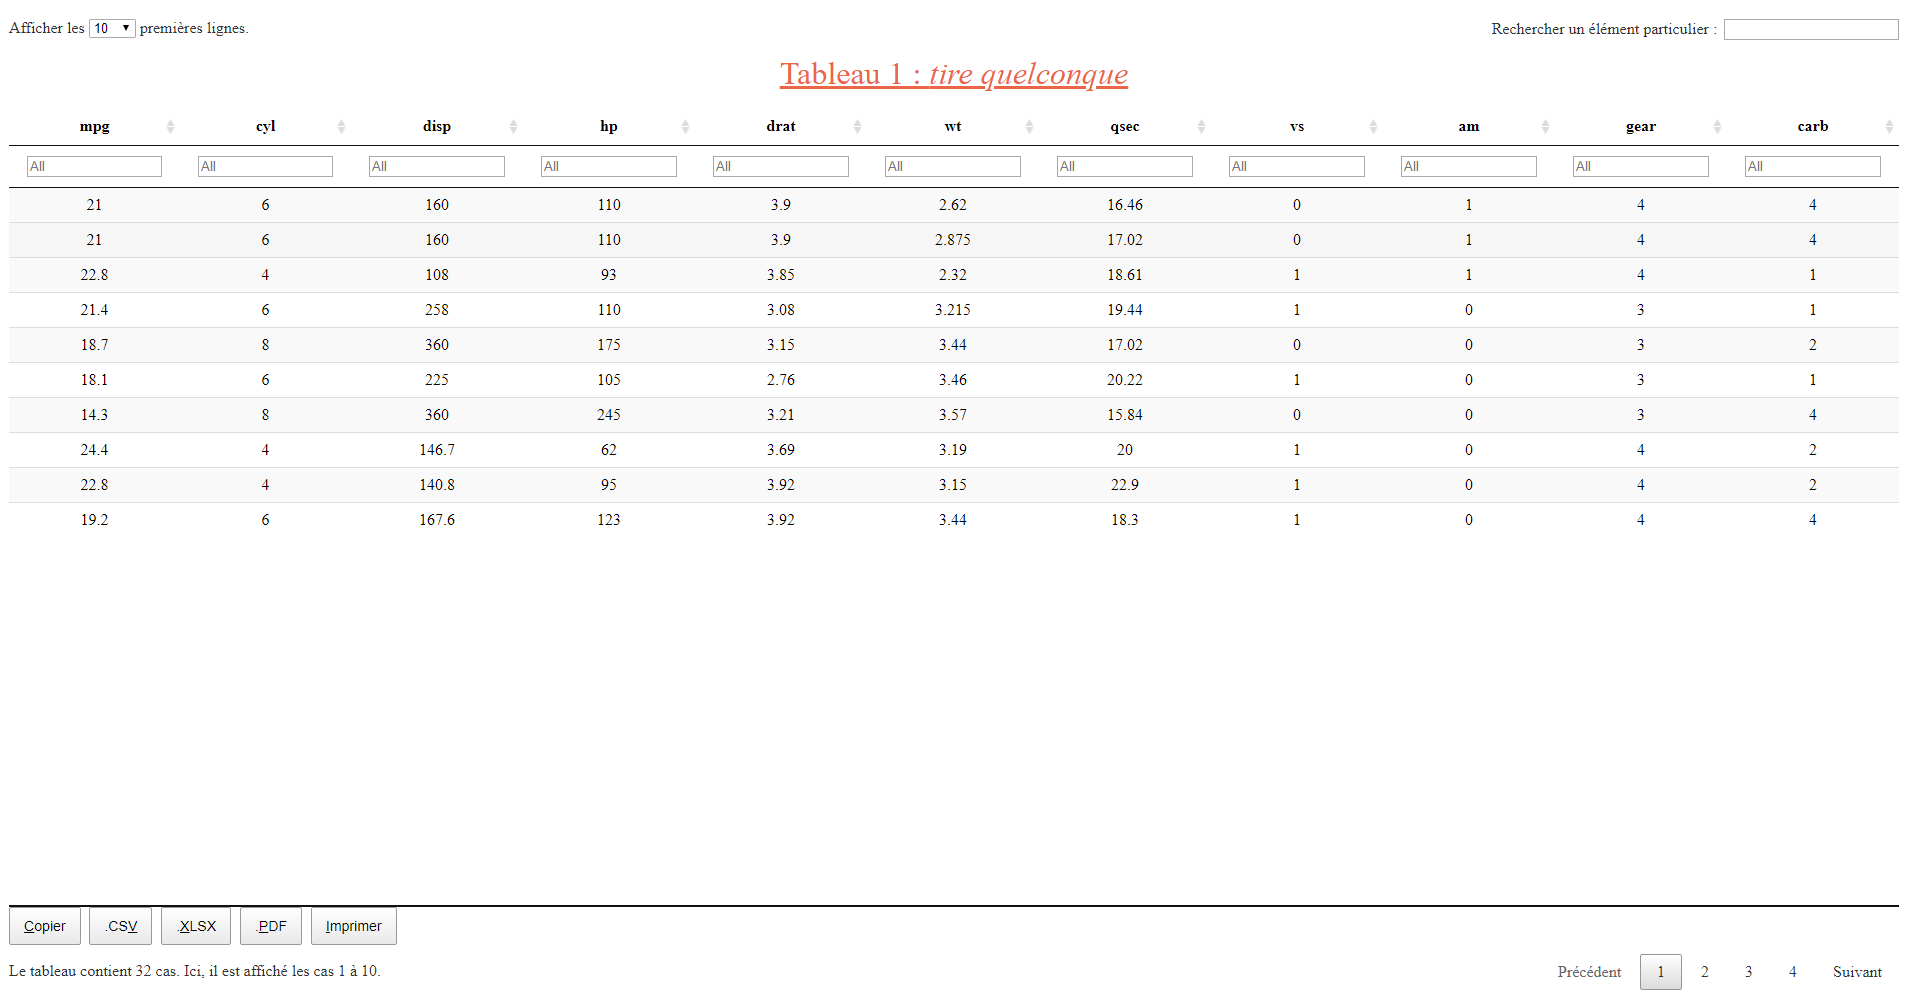 Afficher les 10 premières lignes. Rechercher un élément particulier :
Tableau 1 : tire quelconque
mpg cyl disp hp drat wt qsec vs am gear carb
All All All All All All All All All All All
21 6 160 110 3.9 2.62 16.46 0 1 4 4
21 6 160 110 3.9 2.875 17.02 0 1 4 4
22.8 4 108 93 3.85 2.32 18.61 1 1 4 1
21.4 6 258 110 3.08 3.215 19.44 1 0 3 1
18.7 8 360 175 3.15 3.44 17.02 0 0 3 2
18.1 6 225 105 2.76 3.46 20.22 1 0 3 1
14.3 8 360 245 3.21 3.57 15.84 0 0 3 4
24.4 4 146.7 62 3.69 3.19 20 1 0 4 2
22.8 4 140.8 95 3.92 3.15 22.9 1 0 4 2
19.2 6 167.6 123 3.92 3.44 18.3 1 0 4 4
Copier .CSV .XLSX .PDF Imprimer
Le tableau contient 32 cas. Ici, il est affiché les cas 1 à 10. Précédent 1 2 3 4 Suivant